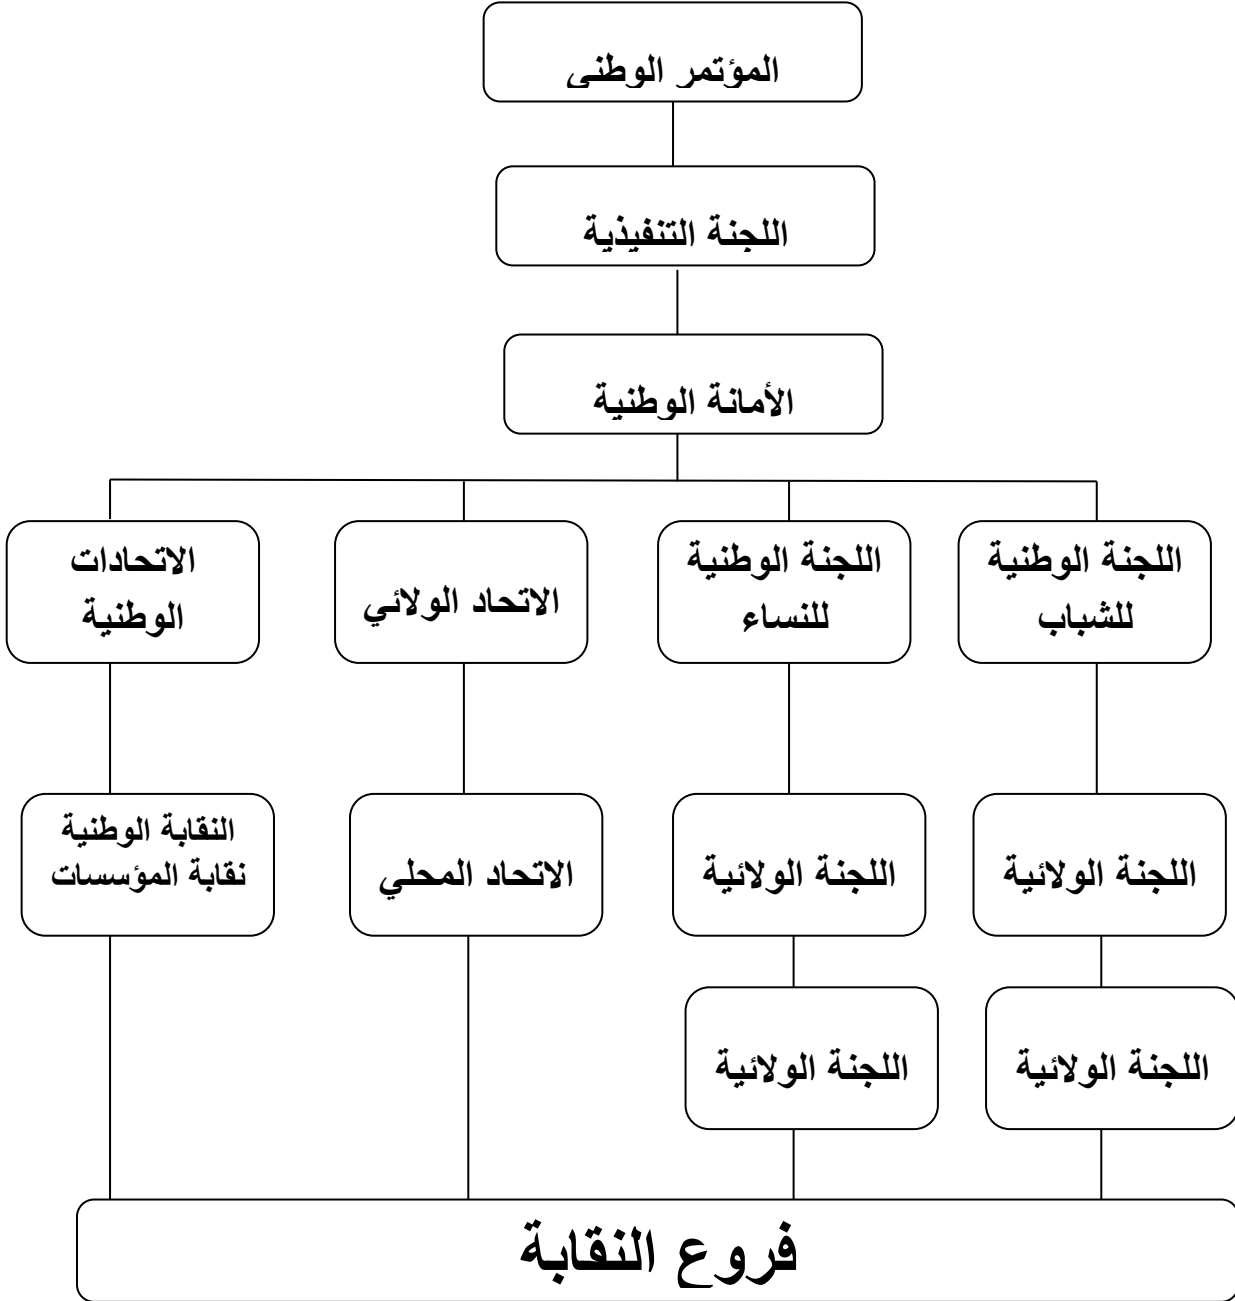 المؤتمر الوطني
اللجنة التنفيذية
الأمانة الوطنية
اللجنة الوطنية
للشباب
اللجنة الوطنية
للنساء
الاتحاد الولائي
الاتحادات
الوطنية
اللجنة الولائية
اللجنة الولائية
الاتحاد المحلي
النقابة الوطنية
نقابة المؤسسات
اللجنة الولائية
اللجنة الولائية
فروع النقابة